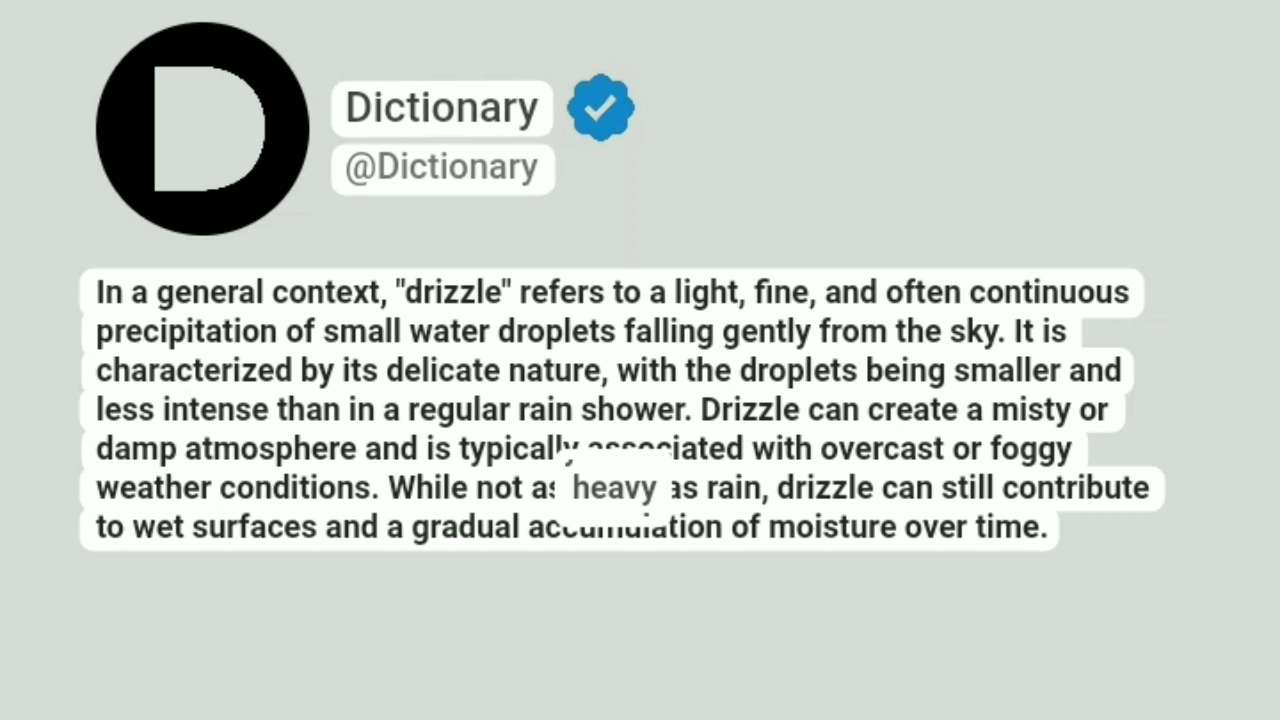 D
Dictionary
@Dictionary
In a general context, "drizzle" refers to a light, fine, and often continuous
precipitation of small water droplets falling gently from the sky. It is
characterized by its delicate nature, with the droplets being smaller and
less intense than in a regular rain shower. Drizzle can create a misty or
damp atmosphere and is typically associated with overcast or foggy
weather conditions. While not as heavy as rain, drizzle can still contribute
to wet surfaces and a gradual accumulation of moisture over time.